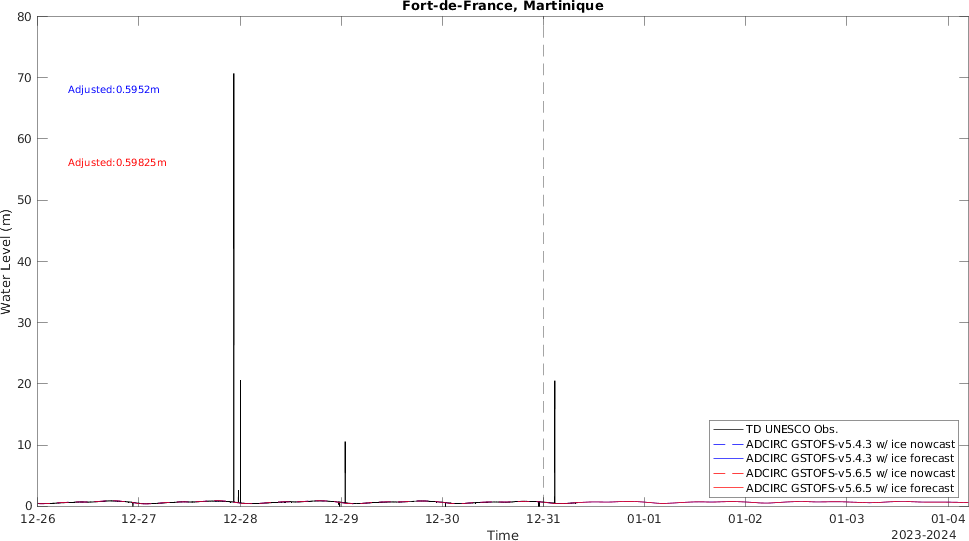 Fort-de-France, Martinique
80
70
60
50
40
30
20
10
0
Water Level (m)
Adjusted:0.5952m
Adjusted:0.59825m
TD UNESCO Obs.
ADCIRC GSTOFS-v5.4.3 w/ ice nowcast
ADCIRC GSTOFS-v5.4.3 w/ ice forecast
ADCIRC GSTOFS-v5.6.5 w/ ice nowcast
ADCIRC GSTOFS-v5.6.5 w/ ice forecast
12-26 12-27 12-28 12-29 12-30 12-31 01-01 01-02 01-03 01-04
Time
2023-2024